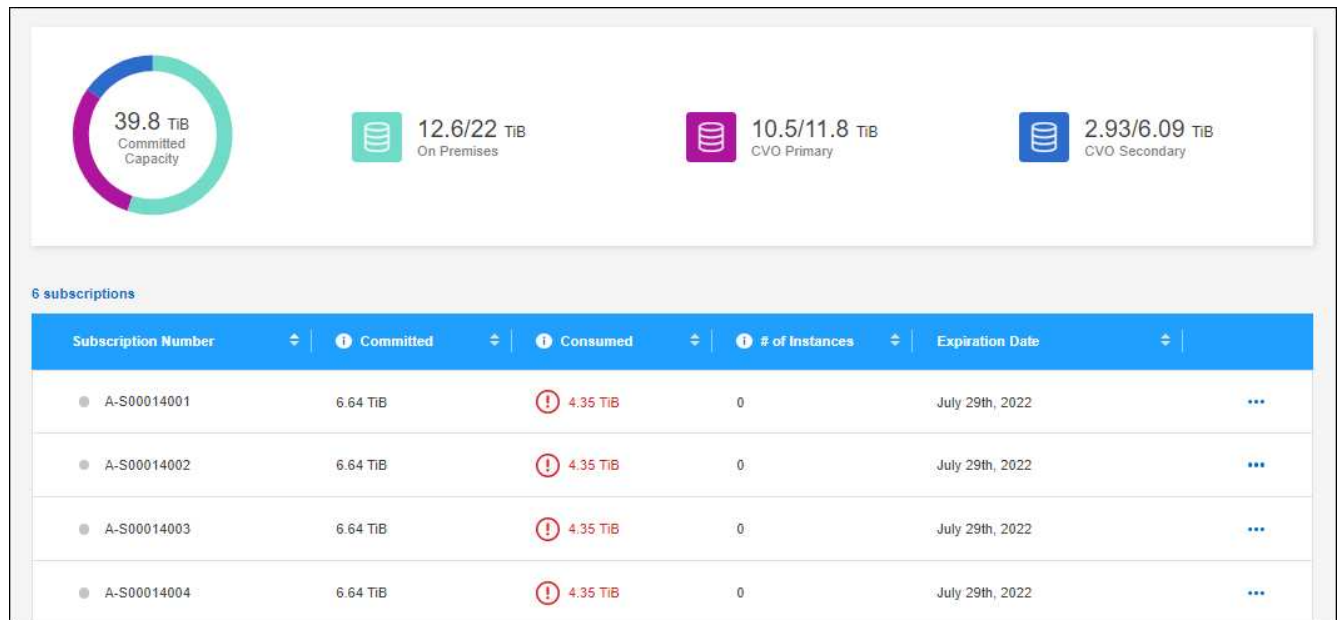 39.8 TiB
Committed
Capacity
12.6/22 TiB
On Premises
10.5/11.8 TiB
CVO Primary
2.93/6.09 TiB
CVO Secondary
6 subscriptions
Subscription Number Committed Consumed # of Instances Expiration Date
A-S00014001 6.64 TiB 4.35 TiB 0 July 29th, 2022
A-S00014002 6.64 TiB 4.35 TiB 0 July 29th, 2022
A-S00014003 6.64 TiB 4.35 TiB 0 July 29th, 2022
A-S00014004 6.64 TiB 4.35 TiB 0 July 29th, 2022